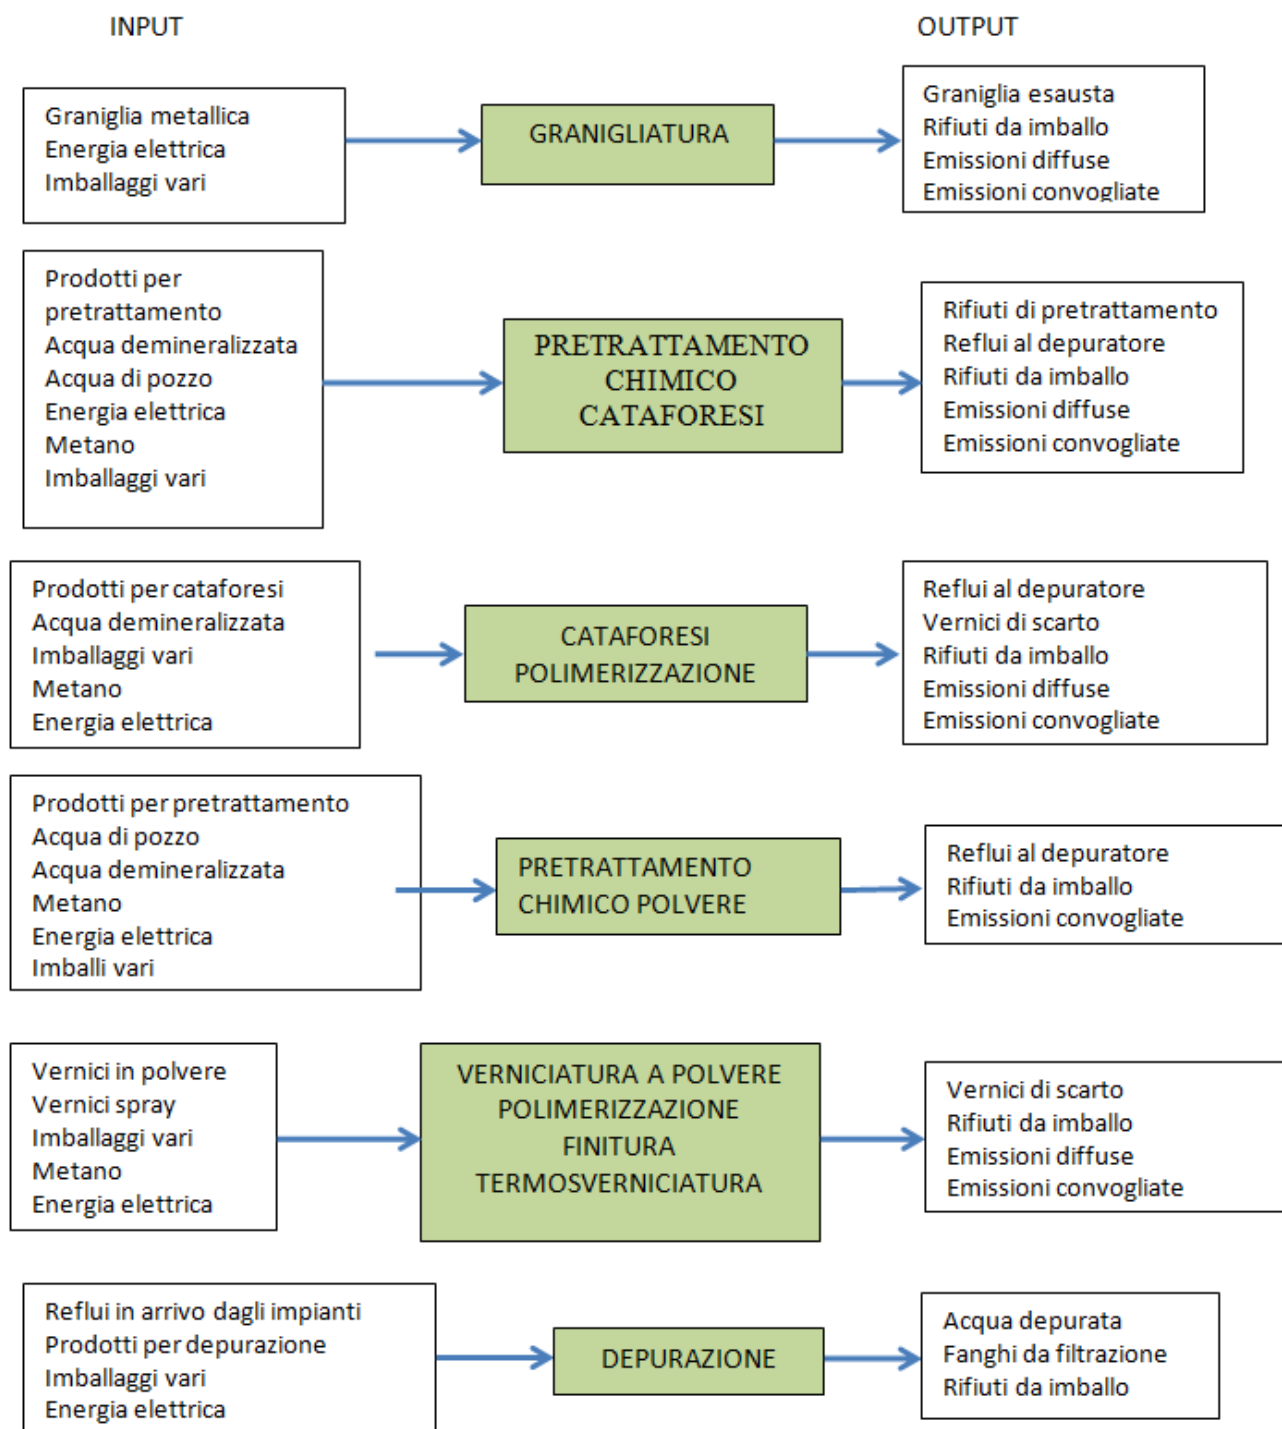 INPUT
OUTPUT
Graniglia metallica
Energia elettrica
Imballaggi vari
GRANIGLIATURA
Graniglia esausta
Rifiuti da imballo
Emissioni diffuse
Emissioni convogliate
Prodotti per
pretrattamento
Acqua demineralizzata
Acqua di pozzo
Energia elettrica
Metano
Imballaggi vari
PRETRATTAMENTO
CHIMICO
CATAFORESI
Rifiuti di pretrattamento
Reflui al depuratore
Rifiuti da imballo
Emissioni diffuse
Emissioni convogliate
Prodotti per cataforesi
Acqua demineralizzata
Imballaggi vari
Metano
Energia elettrica
CATAFORESI
POLIMERIZZAZIONE
Reflui al depuratore
Vernici di scarto
Rifiuti da imballo
Emissioni diffuse
Emissioni convogliate
Prodotti per pretrattamento
Acqua di pozzo
Acqua demineralizzata
Metano
Energia elettrica
Imballi vari
PRETRATTAMENTO
CHIMICO POLVERE
Reflui al depuratore
Rifiuti da imballo
Emissioni convogliate
Vernici in polvere
Vernici spray
Imballaggi vari
Metano
Energia elettrica
VERNICIATURA A POLVERE
POLIMERIZZAZIONE
FINITURA
TERMOSVERNICIATURA
Vernici di scarto
Rifiuti da imballo
Emissioni diffuse
Emissioni convogliate
Reflui in arrivo dagli impianti
Prodotti per depurazione
Imballaggi vari
Energia elettrica
DEPURAZIONE
Acqua depurata
Fanghi da filtrazione
Rifiuti da imballo